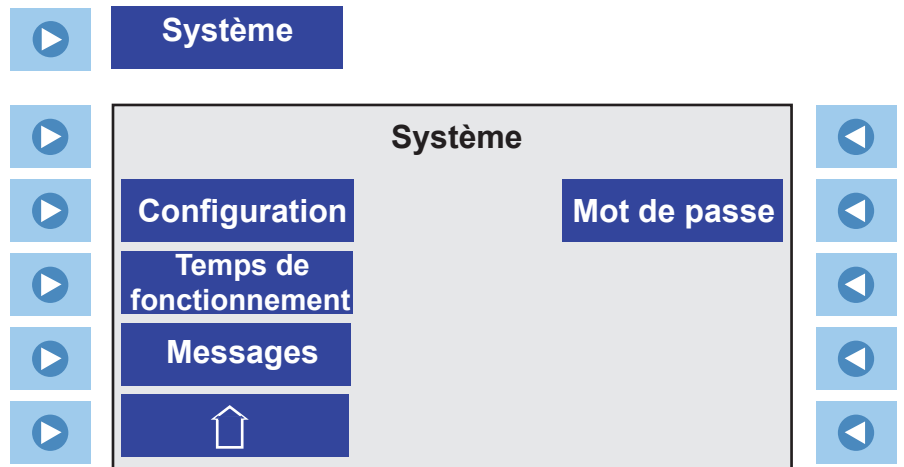 Système
Système
Configuration
Mot de passe
Temps de
fonctionnement
Messages